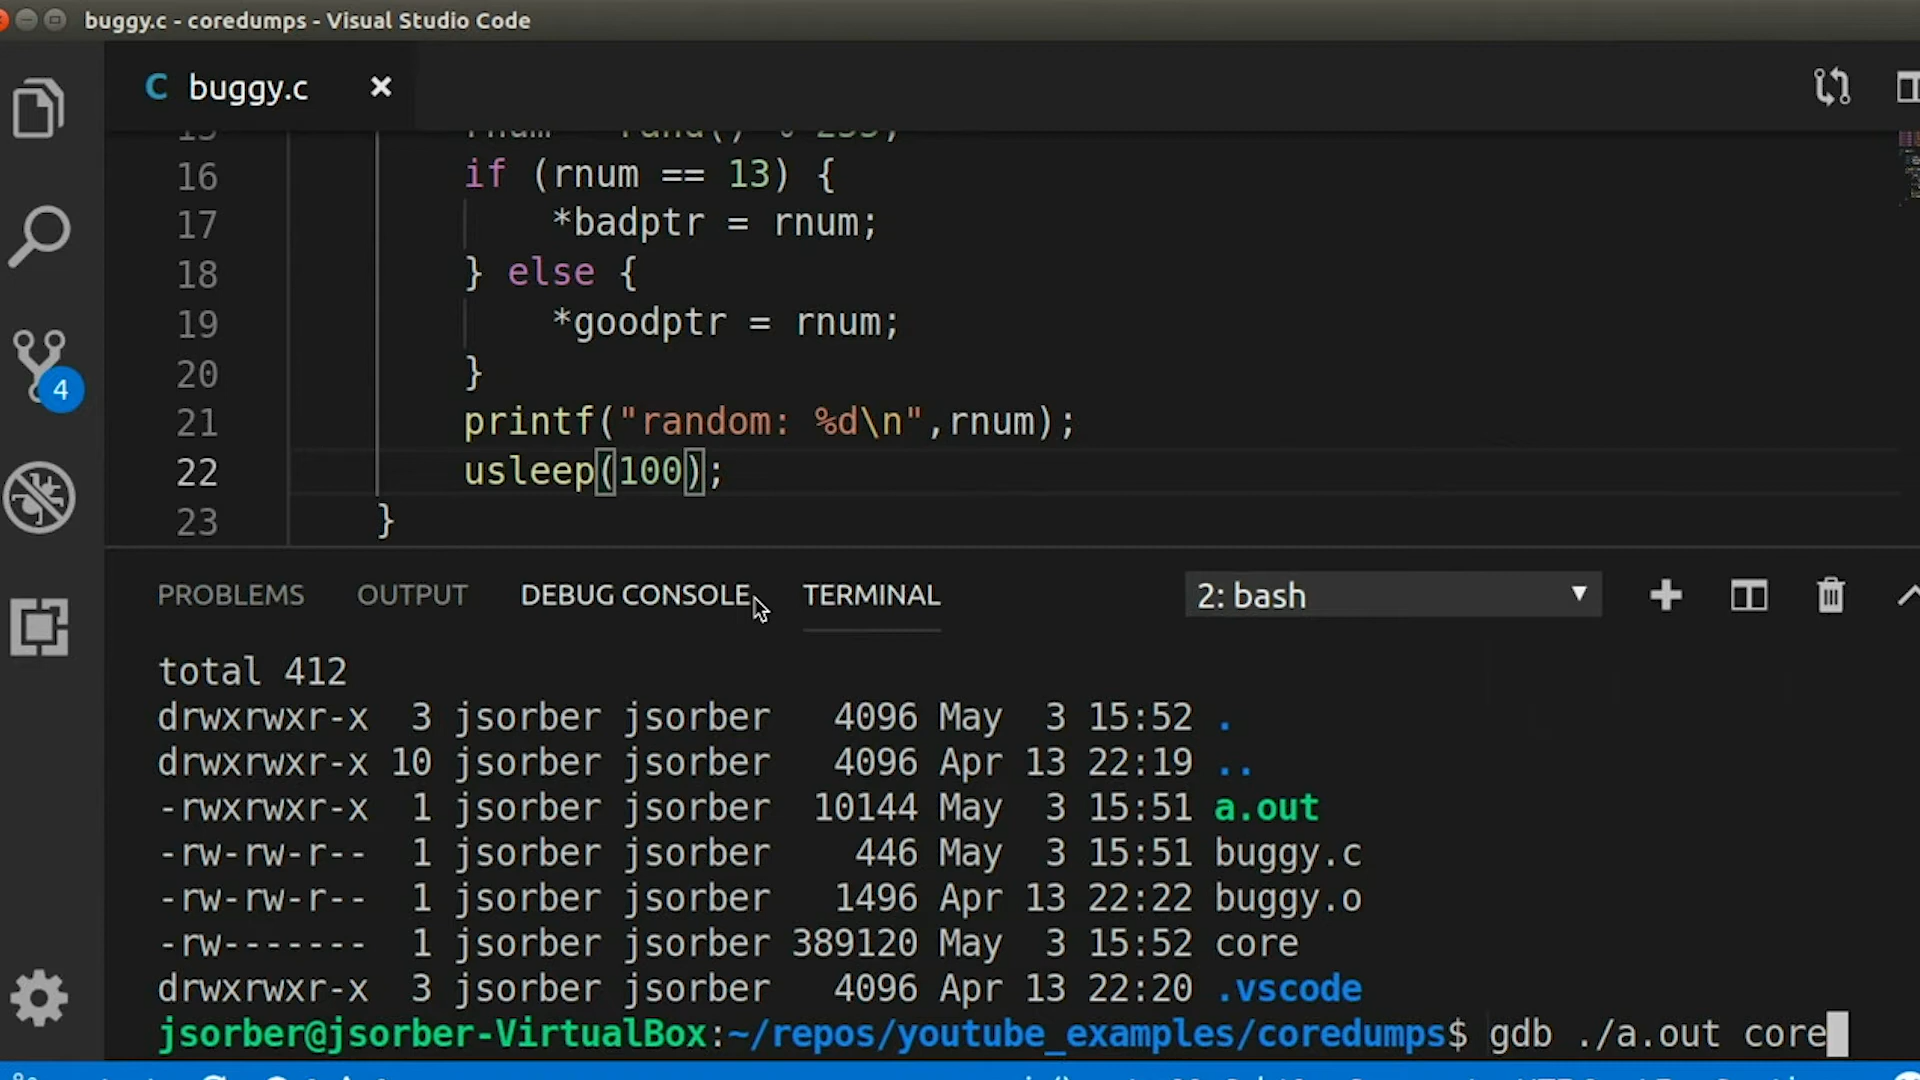 buggy.c - coredumps - Visual Studio Code
C buggy.c ×
16 if (rnum == 13) {
17 *badptr = rnum;
18 } else {
19 *goodptr = rnum;
20 }
21 printf("random: %d\n",rnum);
22 usleep(100);
23 }
4
PROBLEMS OUTPUT DEBUG CONSOLE TERMINAL 2: bash
total 412
drwxrwxr-x 3 jsorber jsorber 4096 May 3 15:52 .
drwxrwxr-x 10 jsorber jsorber 4096 Apr 13 22:19 ..
-rwxrwxr-x 1 jsorber jsorber 10144 May 3 15:51 a.out
-rw-rw-r-- 1 jsorber jsorber 446 May 3 15:51 buggy.c
-rw-rw-r-- 1 jsorber jsorber 1496 Apr 13 22:22 buggy.o
-rw------- 1 jsorber jsorber 389120 May 3 15:52 core
drwxrwxr-x 3 jsorber jsorber 4096 Apr 13 22:20 .vscode
jsorber@jsorber-VirtualBox:~/repos/youtube_examples/coredumps$ gdb ./a.out core